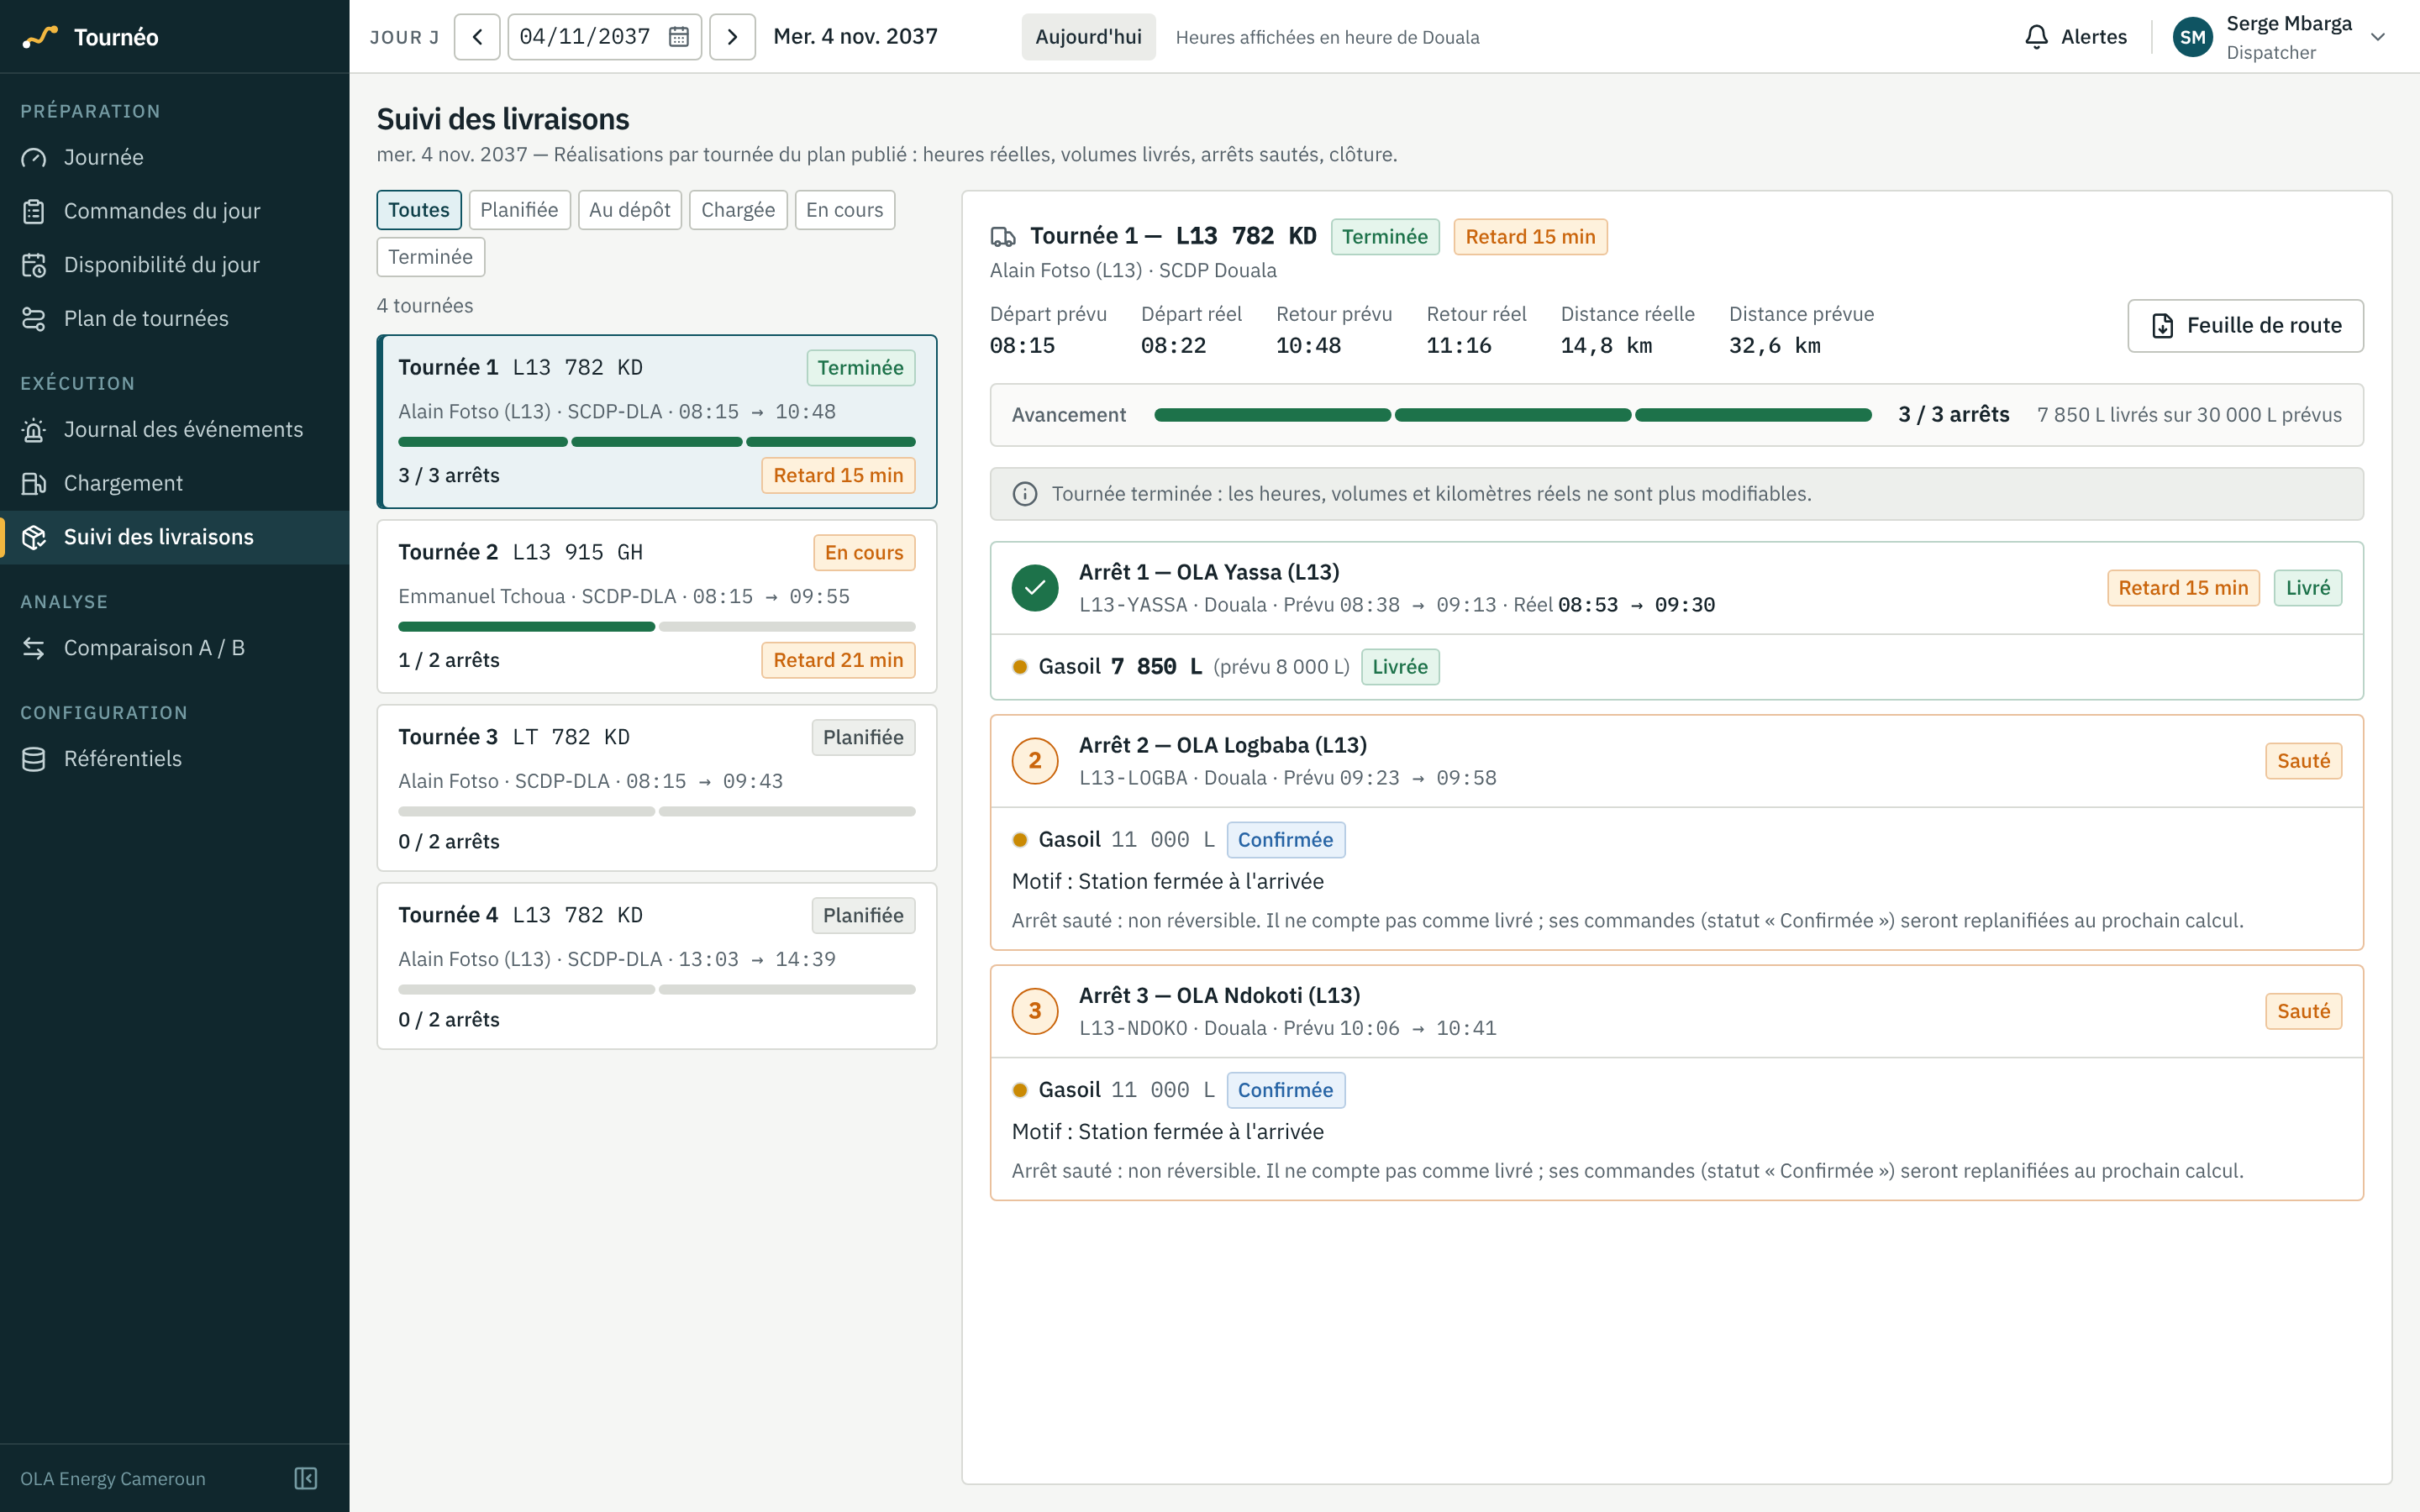 Tournéo
PRÉPARATION
Journée
Commandes du jour
Disponibilité du jour
Plan de tournées
EXÉCUTION
Journal des événements
Chargement
Suivi des livraisons
ANALYSE
Comparaison A / B
CONFIGURATION
Référentiels
OLA Energy Cameroun
JOUR J 04/11/2037 Mer. 4 nov. 2037 Aujourd'hui Heures affichées en heure de Douala
Alertes
SM Serge Mbarga
Dispatcher
Suivi des livraisons
mer. 4 nov. 2037 — Réalisations par tournée du plan publié : heures réelles, volumes livrés, arrêts sautés, clôture.
Toutes Planifiée Au dépôt Chargée En cours
Terminée
4 tournées
Tournée 1 L13 782 KD Terminée
Alain Fotso (L13) · SCDP-DLA · 08:15 → 10:48
3 / 3 arrêts Retard 15 min
Tournée 2 L13 915 GH En cours
Emmanuel Tchoua · SCDP-DLA · 08:15 → 09:55
1 / 2 arrêts Retard 21 min
Tournée 3 LT 782 KD Planifiée
Alain Fotso · SCDP-DLA · 08:15 → 09:43
0 / 2 arrêts
Tournée 4 L13 782 KD Planifiée
Alain Fotso (L13) · SCDP-DLA · 13:03 → 14:39
0 / 2 arrêts
Tournée 1 — L13 782 KD Terminée Retard 15 min
Alain Fotso (L13) · SCDP Douala
Départ prévu Départ réel Retour prévu Retour réel Distance réelle Distance prévue
08:15 08:22 10:48 11:16 14,8 km 32,6 km
Feuille de route
Avancement 3 / 3 arrêts 7 850 L livrés sur 30 000 L prévus
Tournée terminée : les heures, volumes et kilomètres réels ne sont plus modifiables.
Arrêt 1 — OLA Yassa (L13)
L13-YASSA · Douala · Prévu 08:38 → 09:13 · Réel 08:53 → 09:30
Retard 15 min Livré
Gasoil 7 850 L (prévu 8 000 L) Livrée
2 Arrêt 2 — OLA Logbaba (L13)
L13-LOGBA · Douala · Prévu 09:23 → 09:58
Sauté
Gasoil 11 000 L Confirmée
Motif : Station fermée à l'arrivée
Arrêt sauté : non réversible. Il ne compte pas comme livré ; ses commandes (statut « Confirmée ») seront replanifiées au prochain calcul.
3 Arrêt 3 — OLA Ndokoti (L13)
L13-NDOKO · Douala · Prévu 10:06 → 10:41
Sauté
Gasoil 11 000 L Confirmée
Motif : Station fermée à l'arrivée
Arrêt sauté : non réversible. Il ne compte pas comme livré ; ses commandes (statut « Confirmée ») seront replanifiées au prochain calcul.